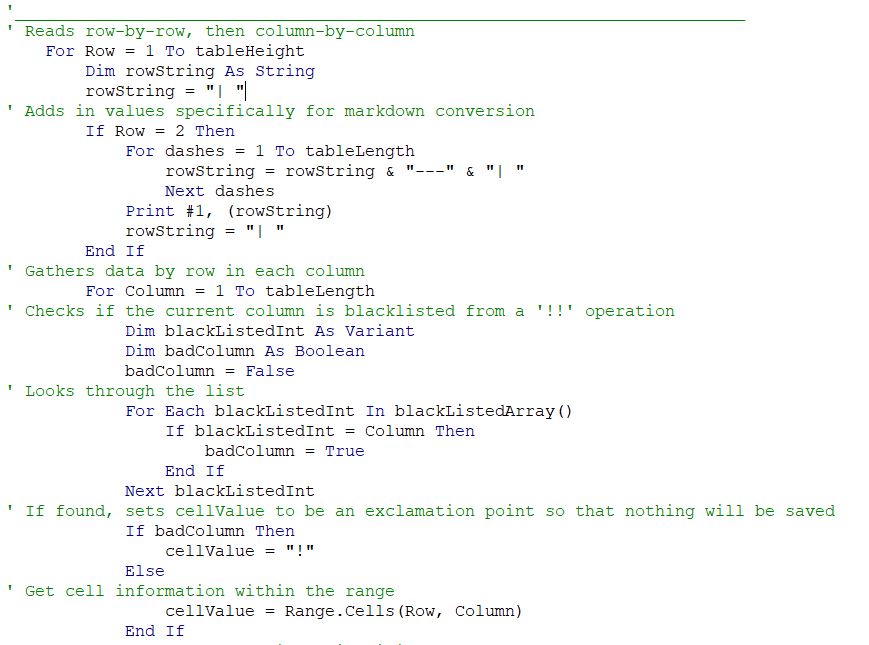 '
' Reads row-by-row, then column-by-column
    For Row = 1 To tableHeight
        Dim rowString As String
        rowString = "| "
' Adds in values specifically for markdown conversion
        If Row = 2 Then
            For dashes = 1 To tableLength
                rowString = rowString & "---" & "| "
                Next dashes
            Print #1, (rowString)
            rowString = "| "
        End If
' Gathers data by row in each column
        For Column = 1 To tableLength
' Checks if the current column is blacklisted from a '!!' operation
            Dim blackListedInt As Variant
            Dim badColumn As Boolean
            badColumn = False
' Looks through the list
            For Each blackListedInt In blackListedArray()
                If blackListedInt = Column Then
                    badColumn = True
                End If
            Next blackListedInt
' If found, sets cellValue to be an exclamation point so that nothing will be saved
            If badColumn Then
                cellValue = "!"
            Else
' Get cell information within the range
                cellValue = Range.Cells(Row, Column)
            End If